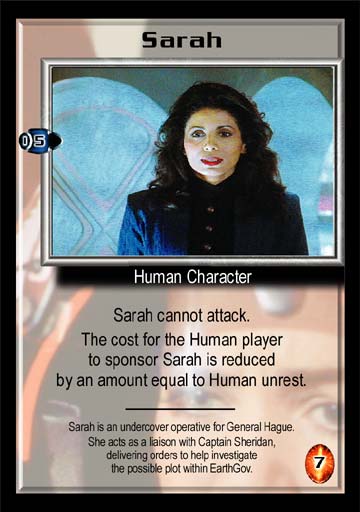 Sarah
DS
Human Character
Sarah cannot attack.
The cost for the Human player
to sponsor Sarah is reduced
by an amount equal to Human unrest.
Sarah is an undercover operative for General Hague.
She acts as a liaison with Captain Sheridan,
delivering orders to help investigate
the possible plot within EarthGov.
7